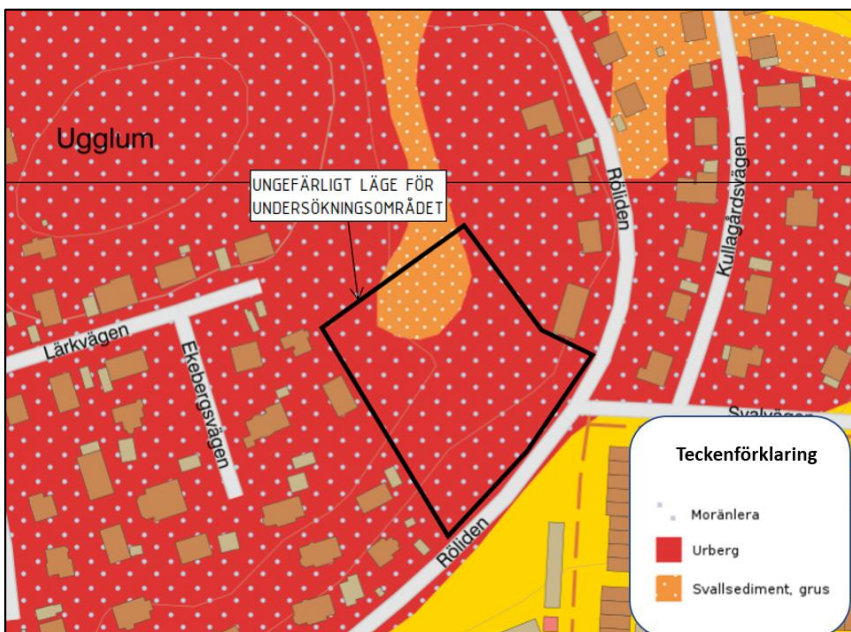 Ugglum
UNGEFÄRLIGT LÄGE FÖR
UNDERSÖKNINGSOMRÅDET
Röliden
Kullagårdsvägen
Lärkvägen
Ekebergsvägen
Svalvägen
Röliden
Teckenförklaring
Moränlera
Urberg
Svallsediment, grus